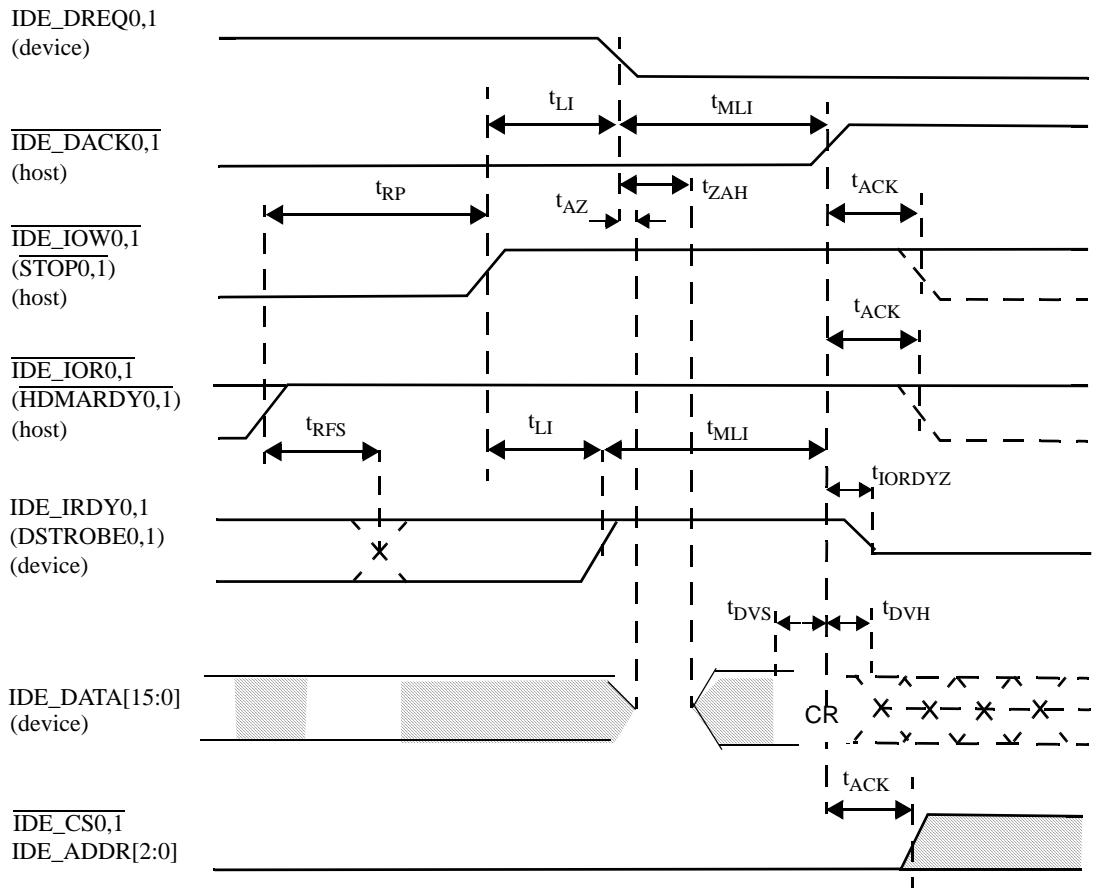 IDE_DREQ0,1
(device)
tLI
tMLI
IDE_DACK0,1
(host)
tRP
tAZ
tZAH
tACK
IDE_IOW0,1
(STOP0,1)
(host)
tACK
IDE_IOR0,1
(HDMARDY0,1)
(host)
tRFS
tLI
tMLI
tIORDYZ
IDE_IRDY0,1
(DSTROBE0,1)
(device)
tDVS
tDVH
IDE_DATA[15:0]
(device)
CR
tACK
IDE_CS0,1
IDE_ADDR[2:0]